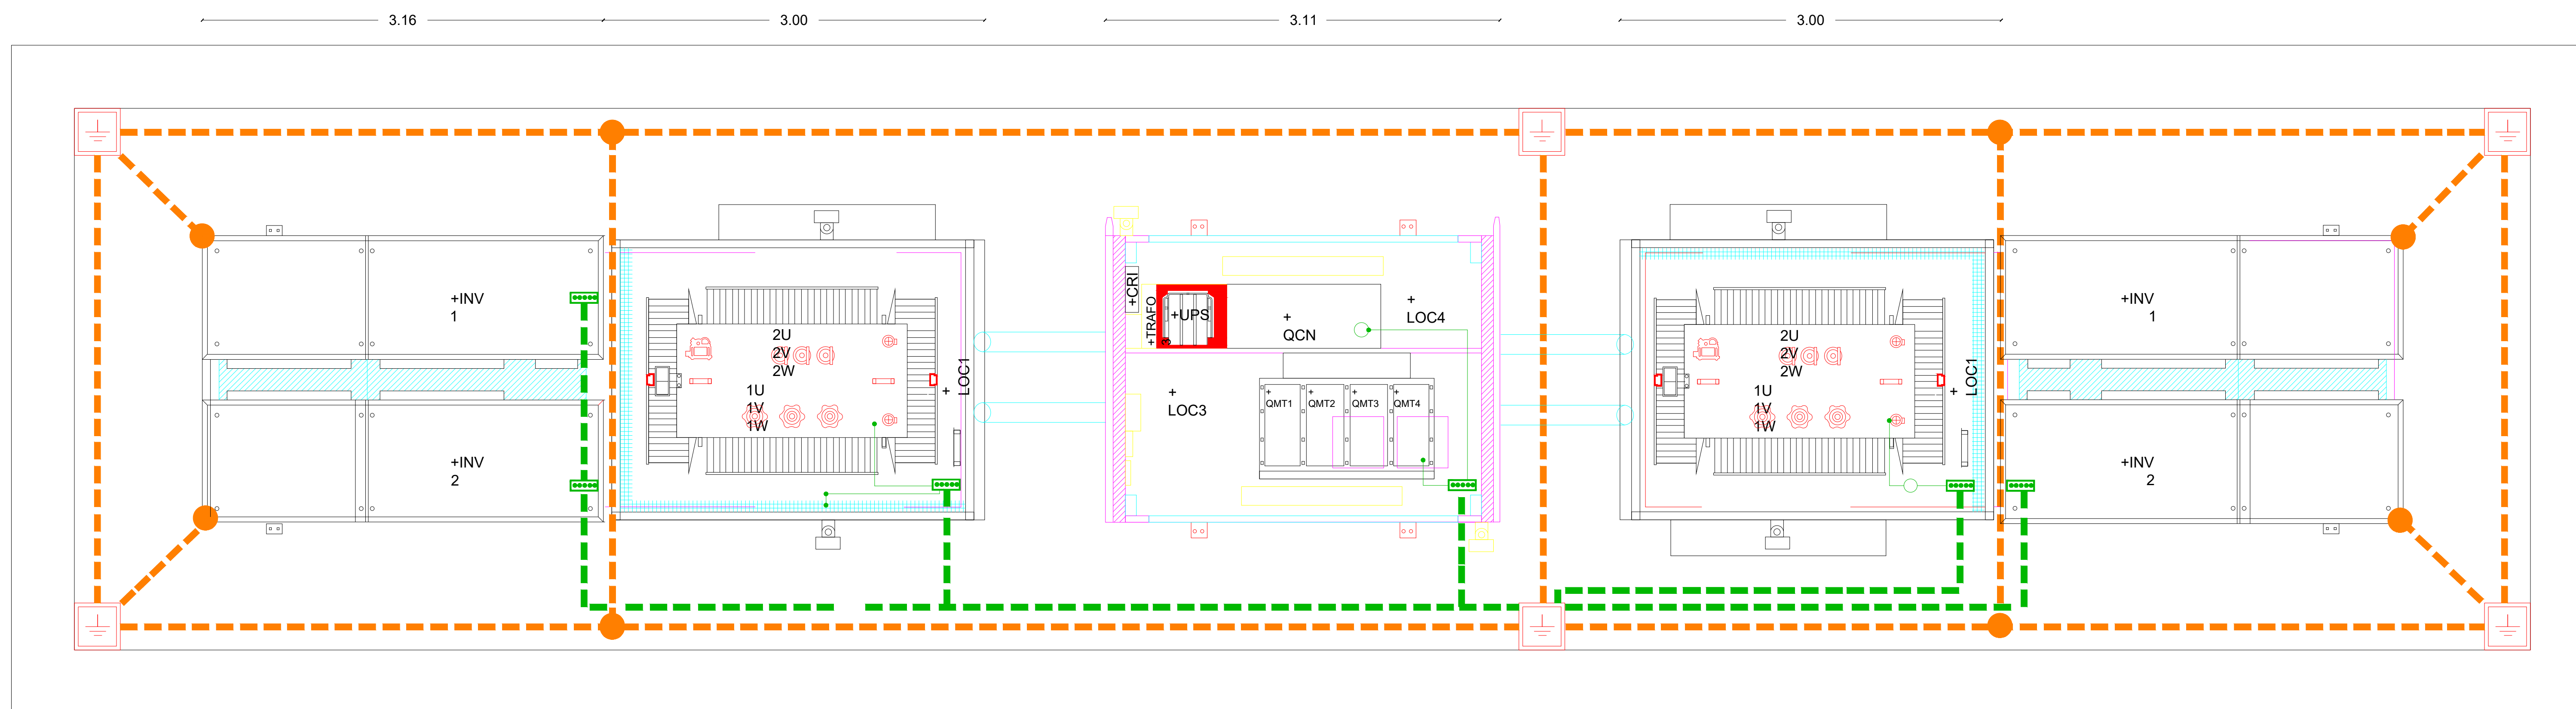 3.16
3.00
3.11
3.00
+INV
1
+INV
2
2U
2V
2W
1U
1V
1W
+
LOC1
+CRI
+TRAFO
+UPS
3
+
QCN
+
LOC4
+
LOC3
+
QMT1
+
QMT2
+
QMT3
+
QMT4
2U
2V
2W
1U
1V
1W
+
LOC1
+INV
1
+INV
2